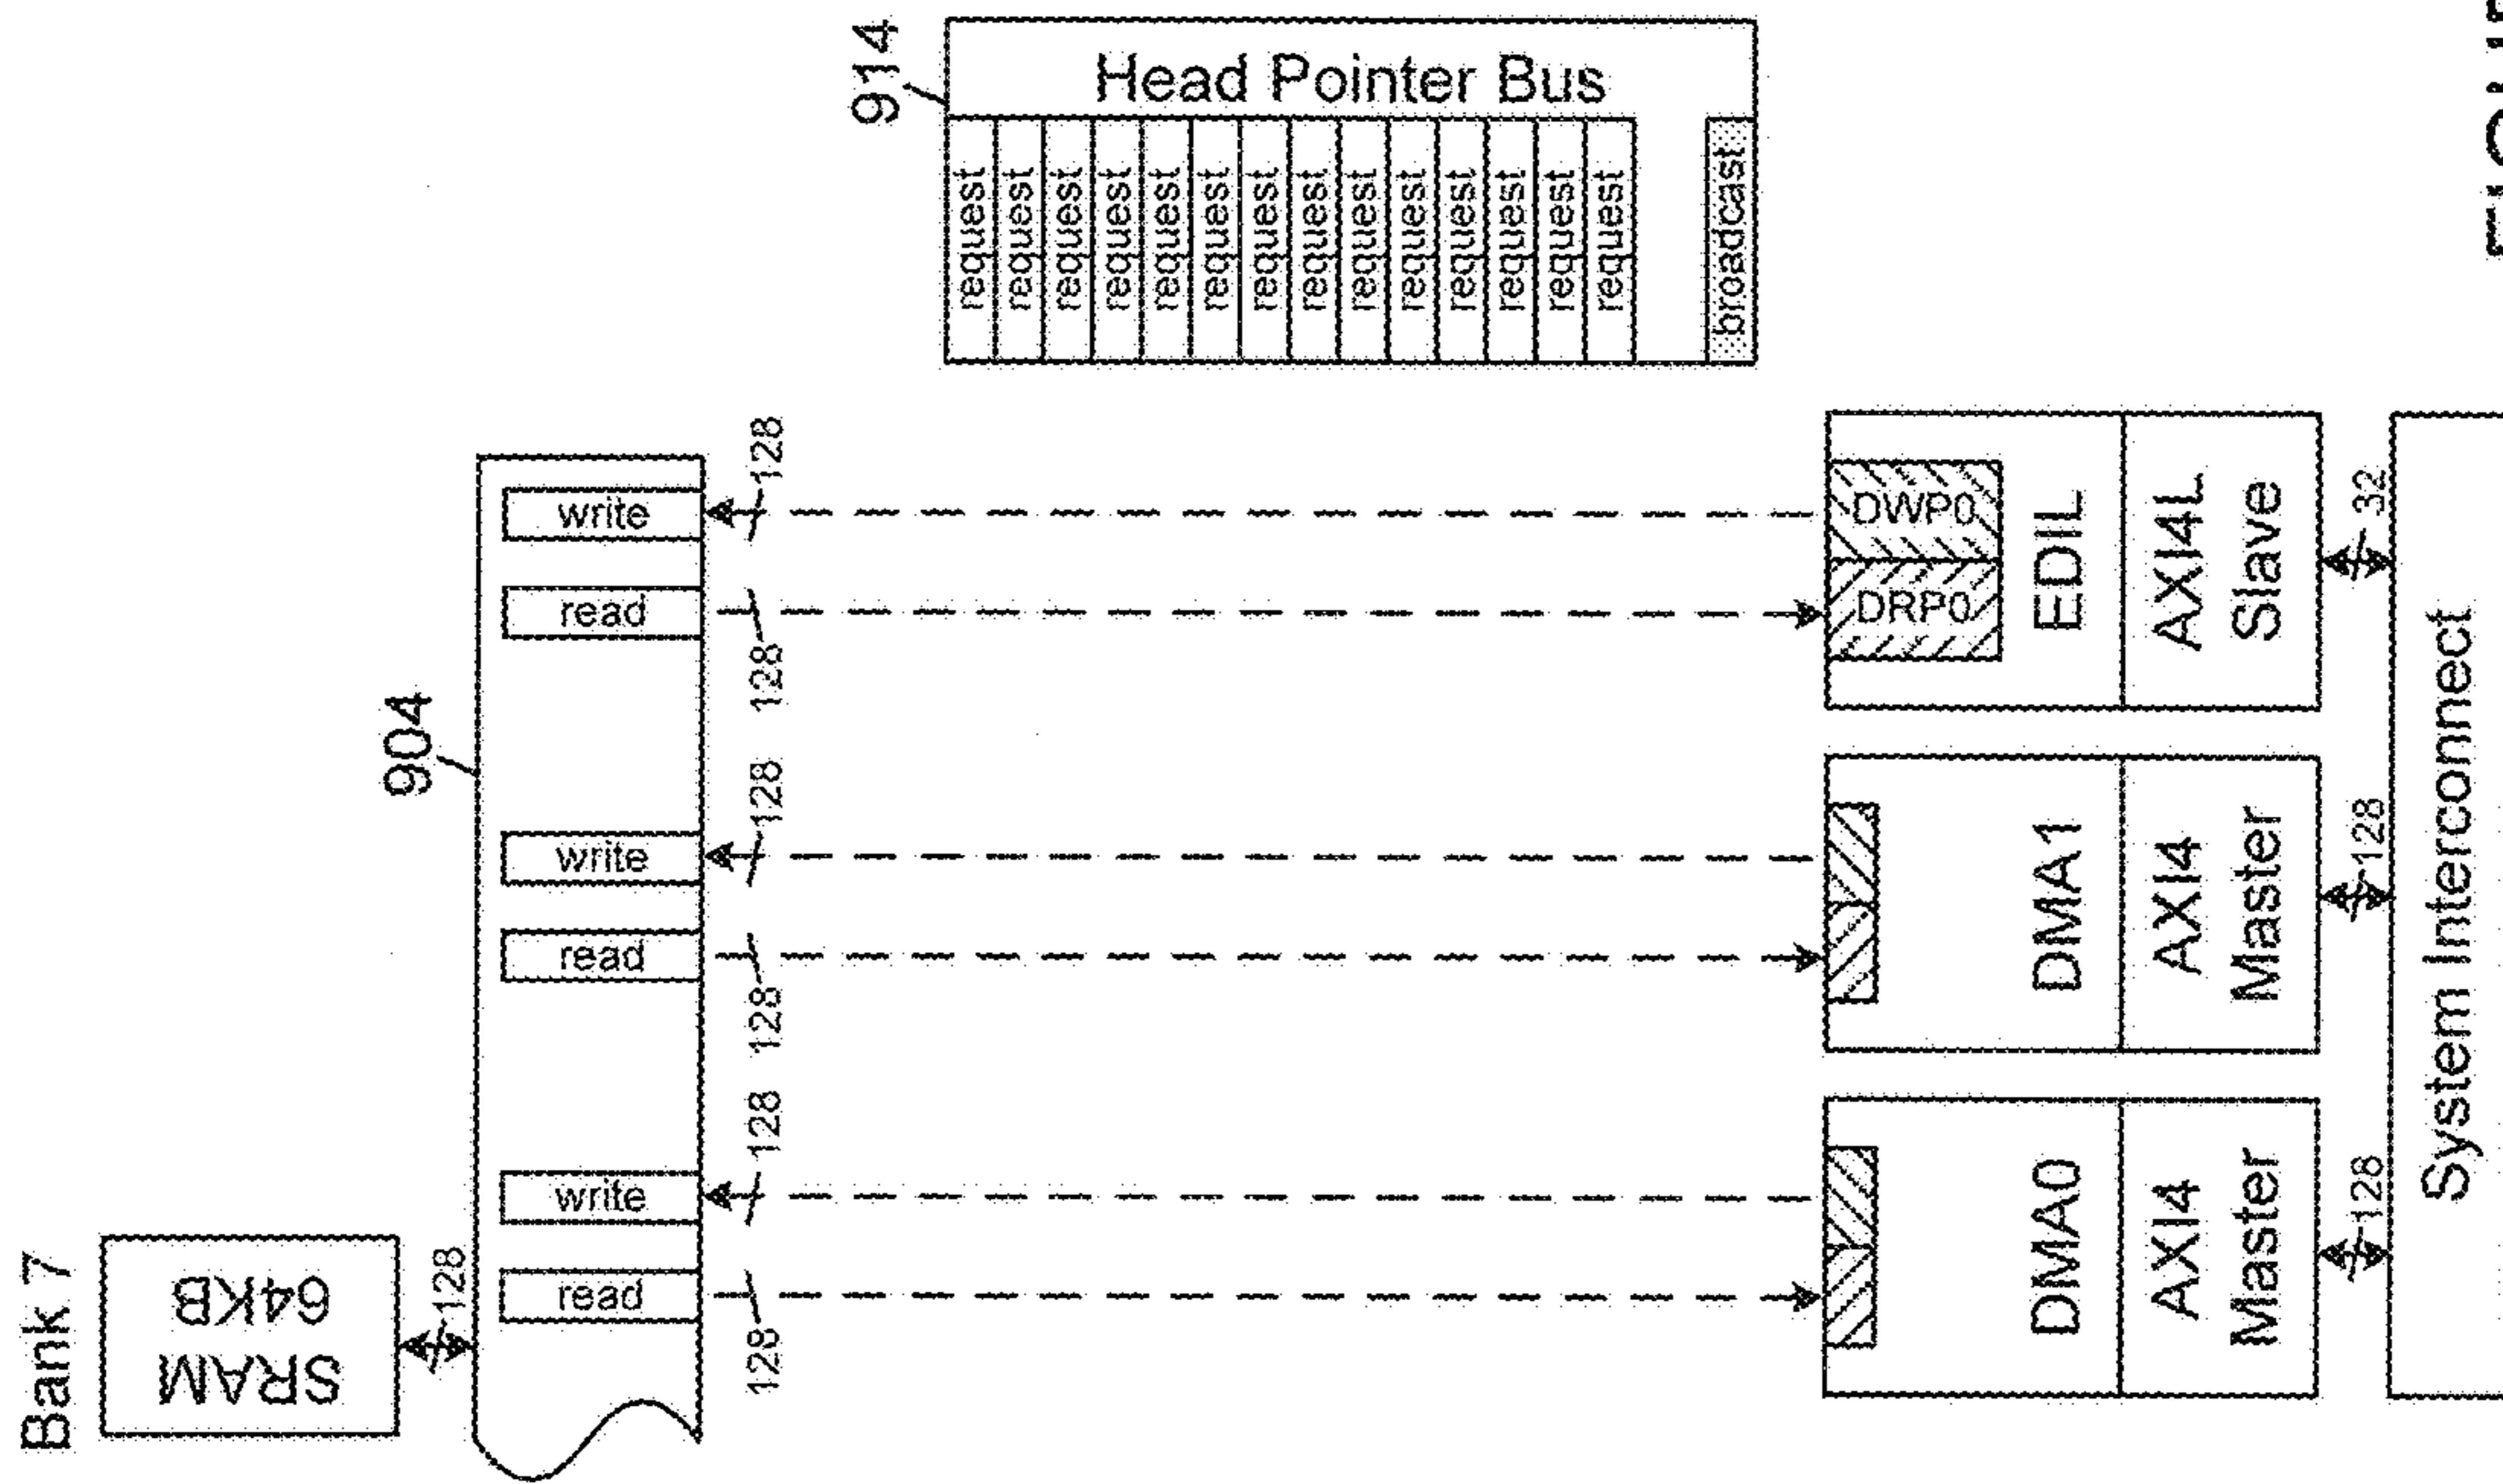 Bank 7
SRAM
64KB
128
904
read
write
read
write
read
write
128
128
128
128
128
128
914
Head Pointer Bus
request
request
request
request
request
request
request
request
request
request
request
request
request
request
broadcast
DMA0
AXI4
Master
DMA1
AXI4
Master
DRP0
DWP0
EDIL
AXI4L
Slave
128
128
32
System Interconnect